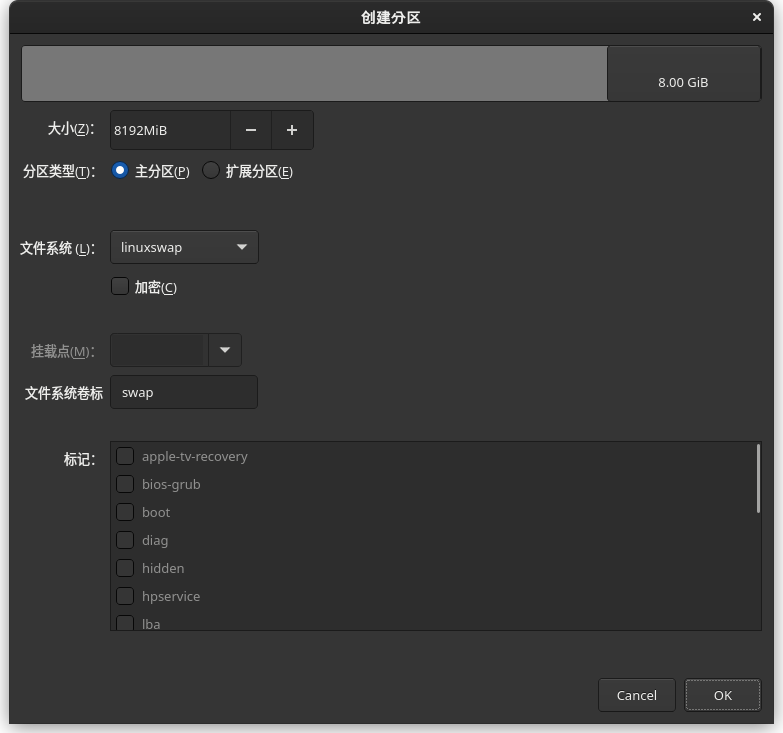 创建分区
8.00 GiB
大小(Z)： 8192MiB
分区类型(T)： 主分区(P) 扩展分区(E)
文件系统 (L)： linuxswap
加密(C)
挂载点(M)：
文件系统卷标 swap
标记： apple-tv-recovery
bios-grub
boot
diag
hidden
hpservice
lba
Cancel OK